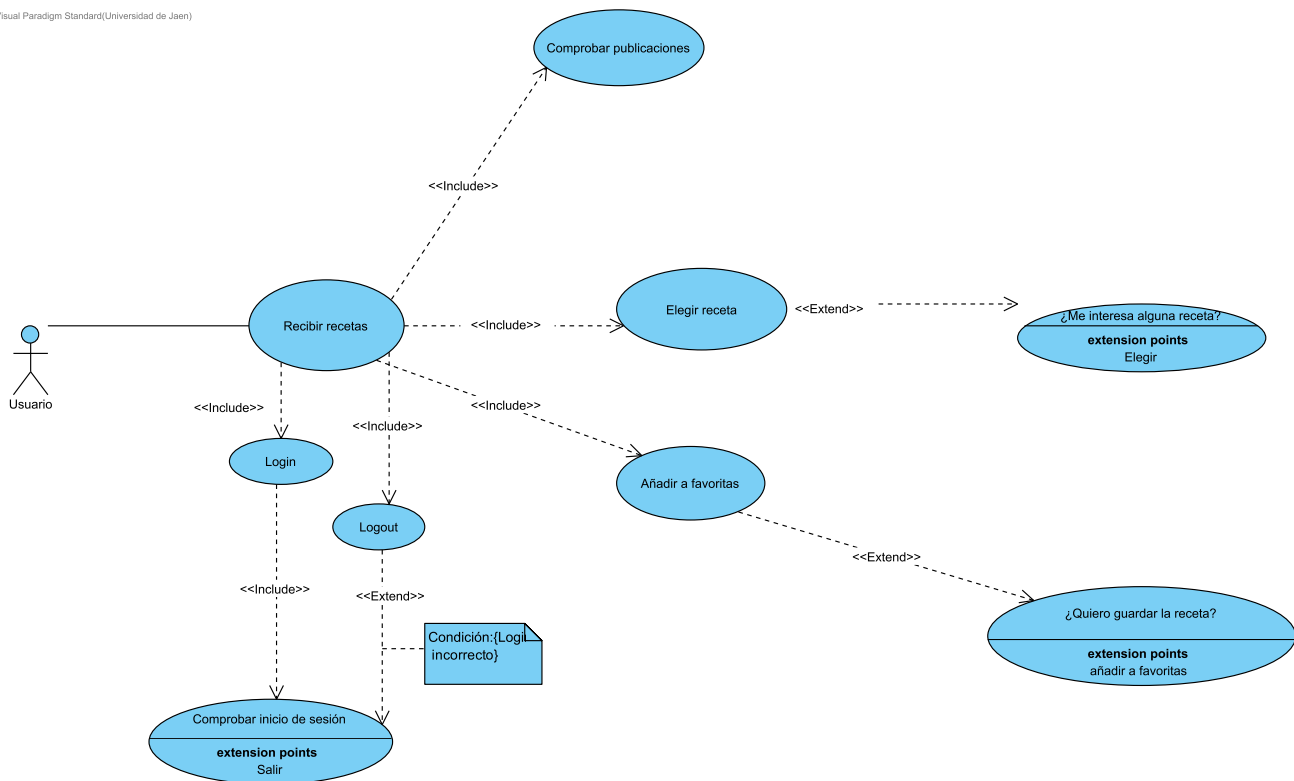 Visual Paradigm Standard(Universidad de Jaen)
Comprobar publicaciones
<<Include>>
Recibir recetas
<<Include>>
Elegir receta
<<Extend>>
¿Me interesa alguna receta?
extension points
Elegir
Usuario
<<Include>>
<<Include>>
<<Include>>
Login
Añadir a favoritas
Logout
<<Extend>>
<<Include>>
<<Extend>>
¿Quiero guardar la receta?
extension points
añadir a favoritas
Condición:{Login
incorrecto}
Comprobar inicio de sesión
extension points
Salir